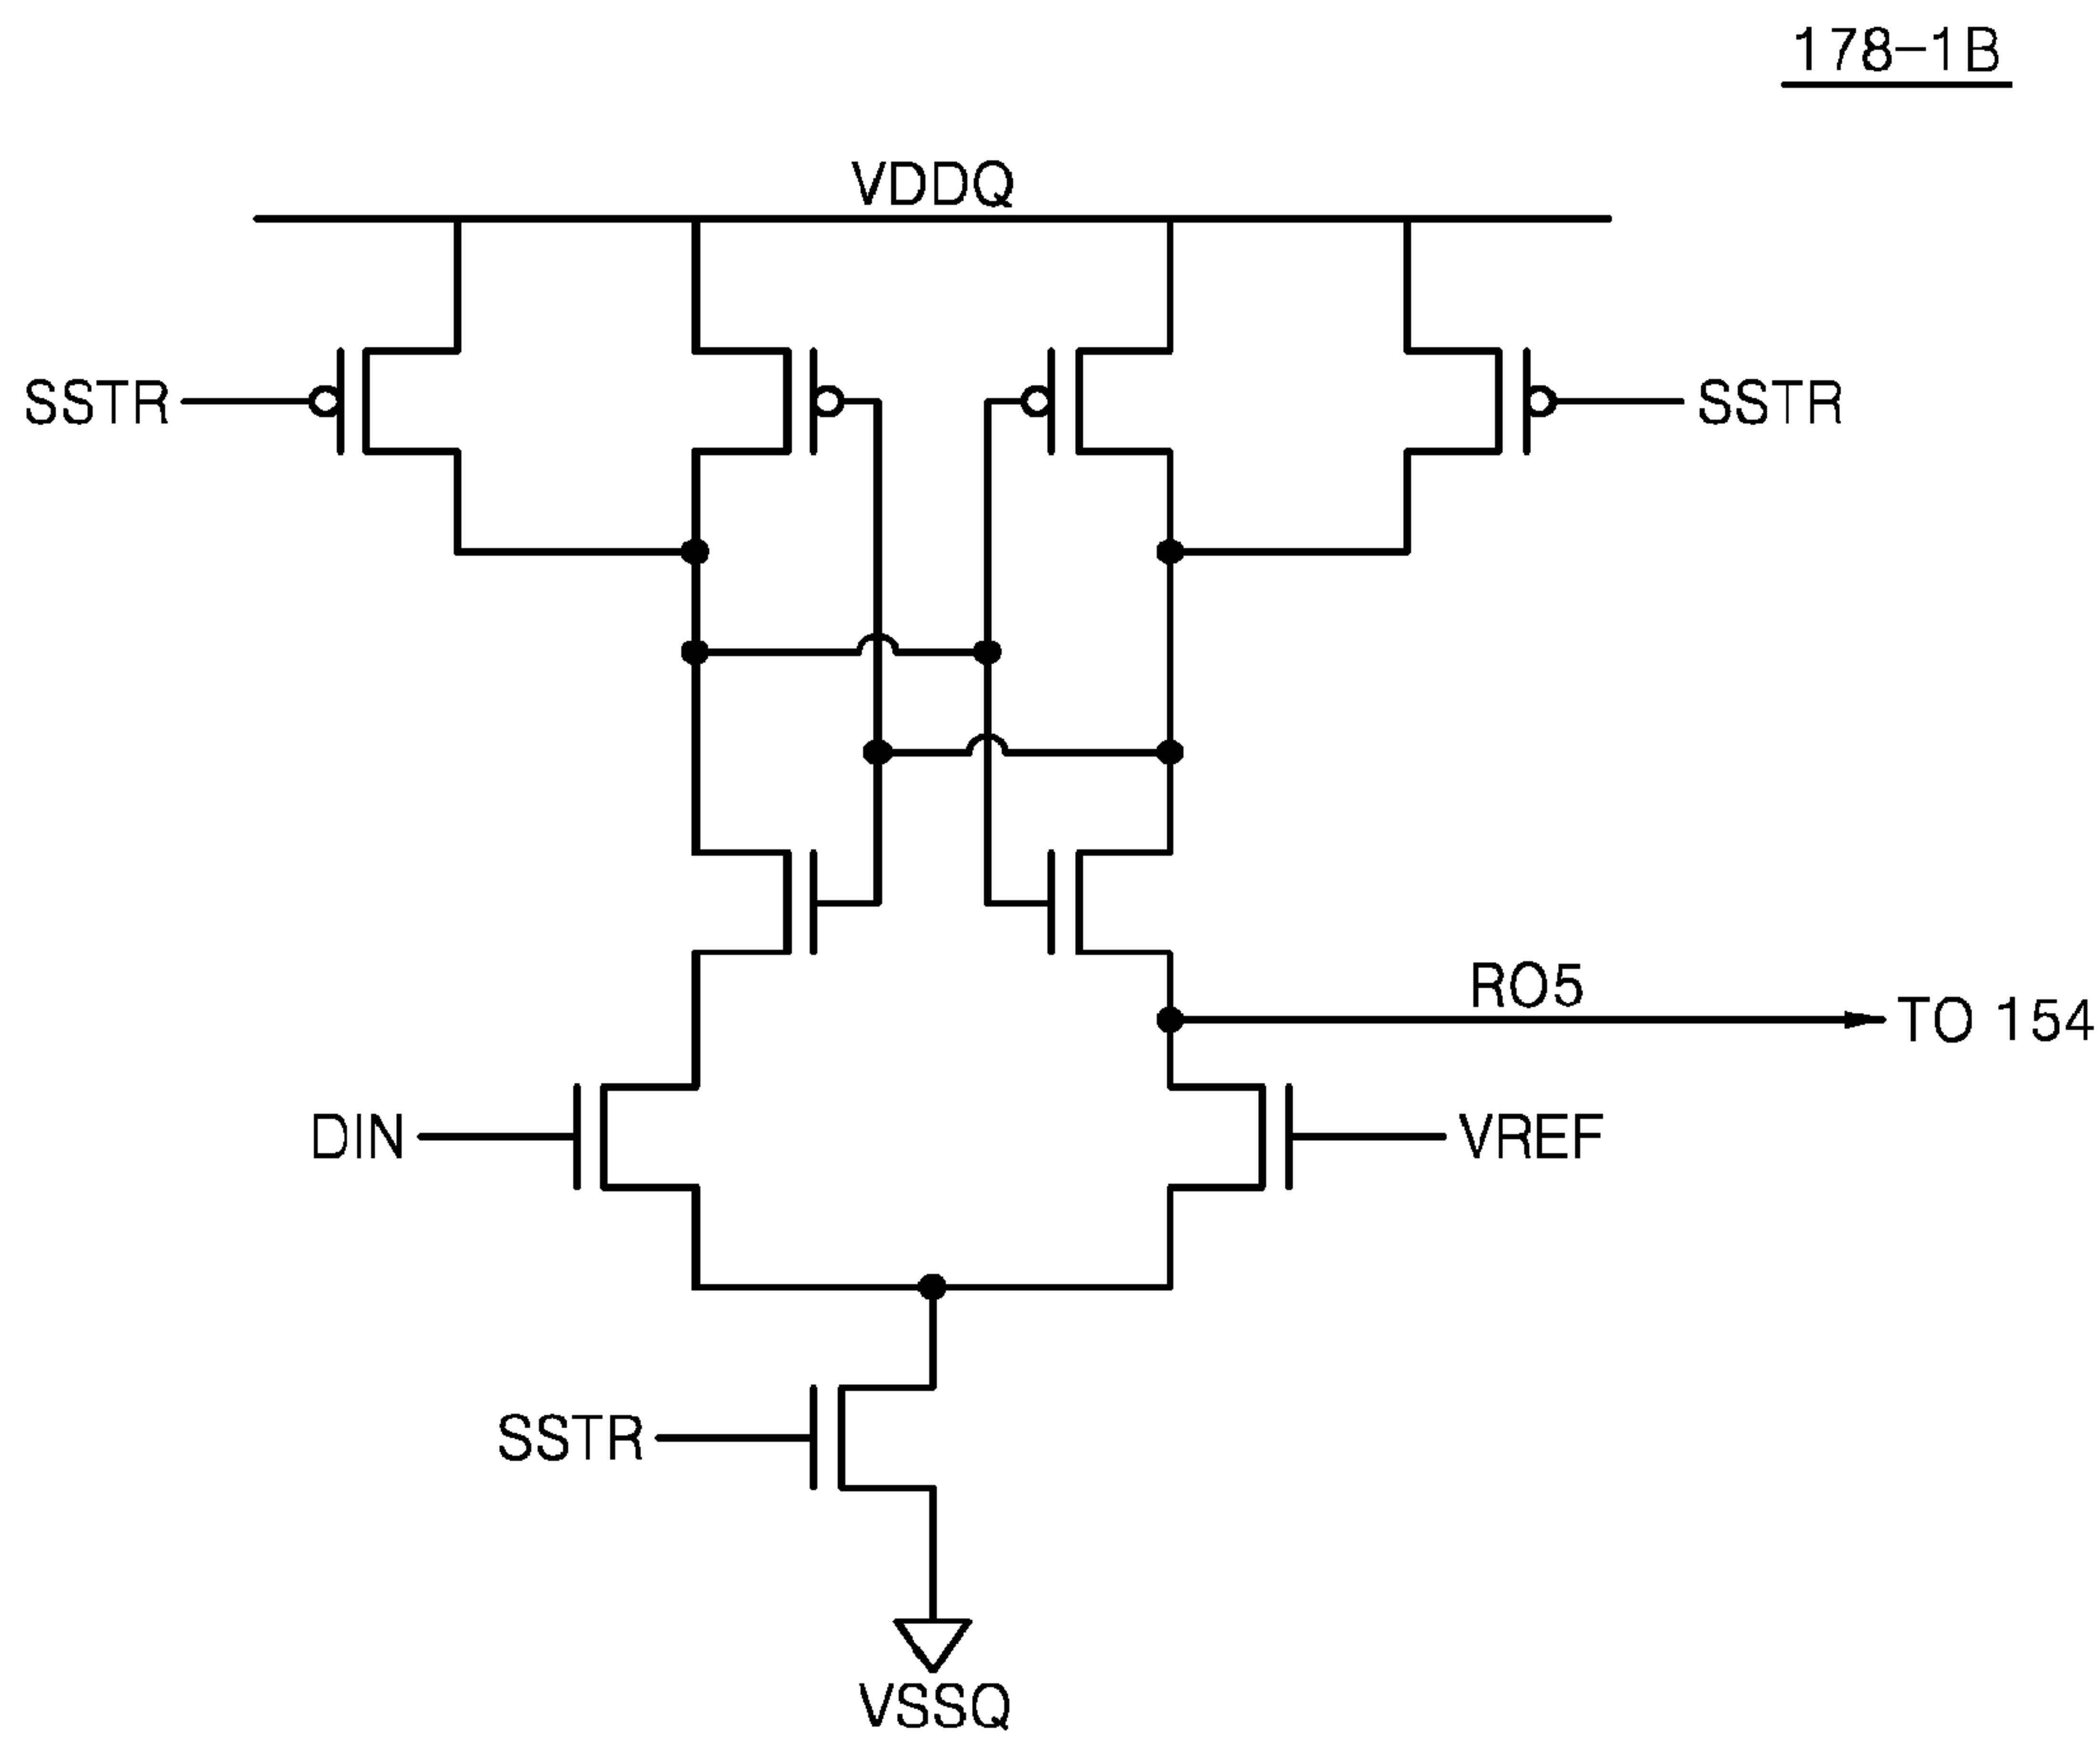 178-1B
VDDQ
SSTR
SSTR
RO5
TO 154
DIN
VREF
SSTR
VSSQ